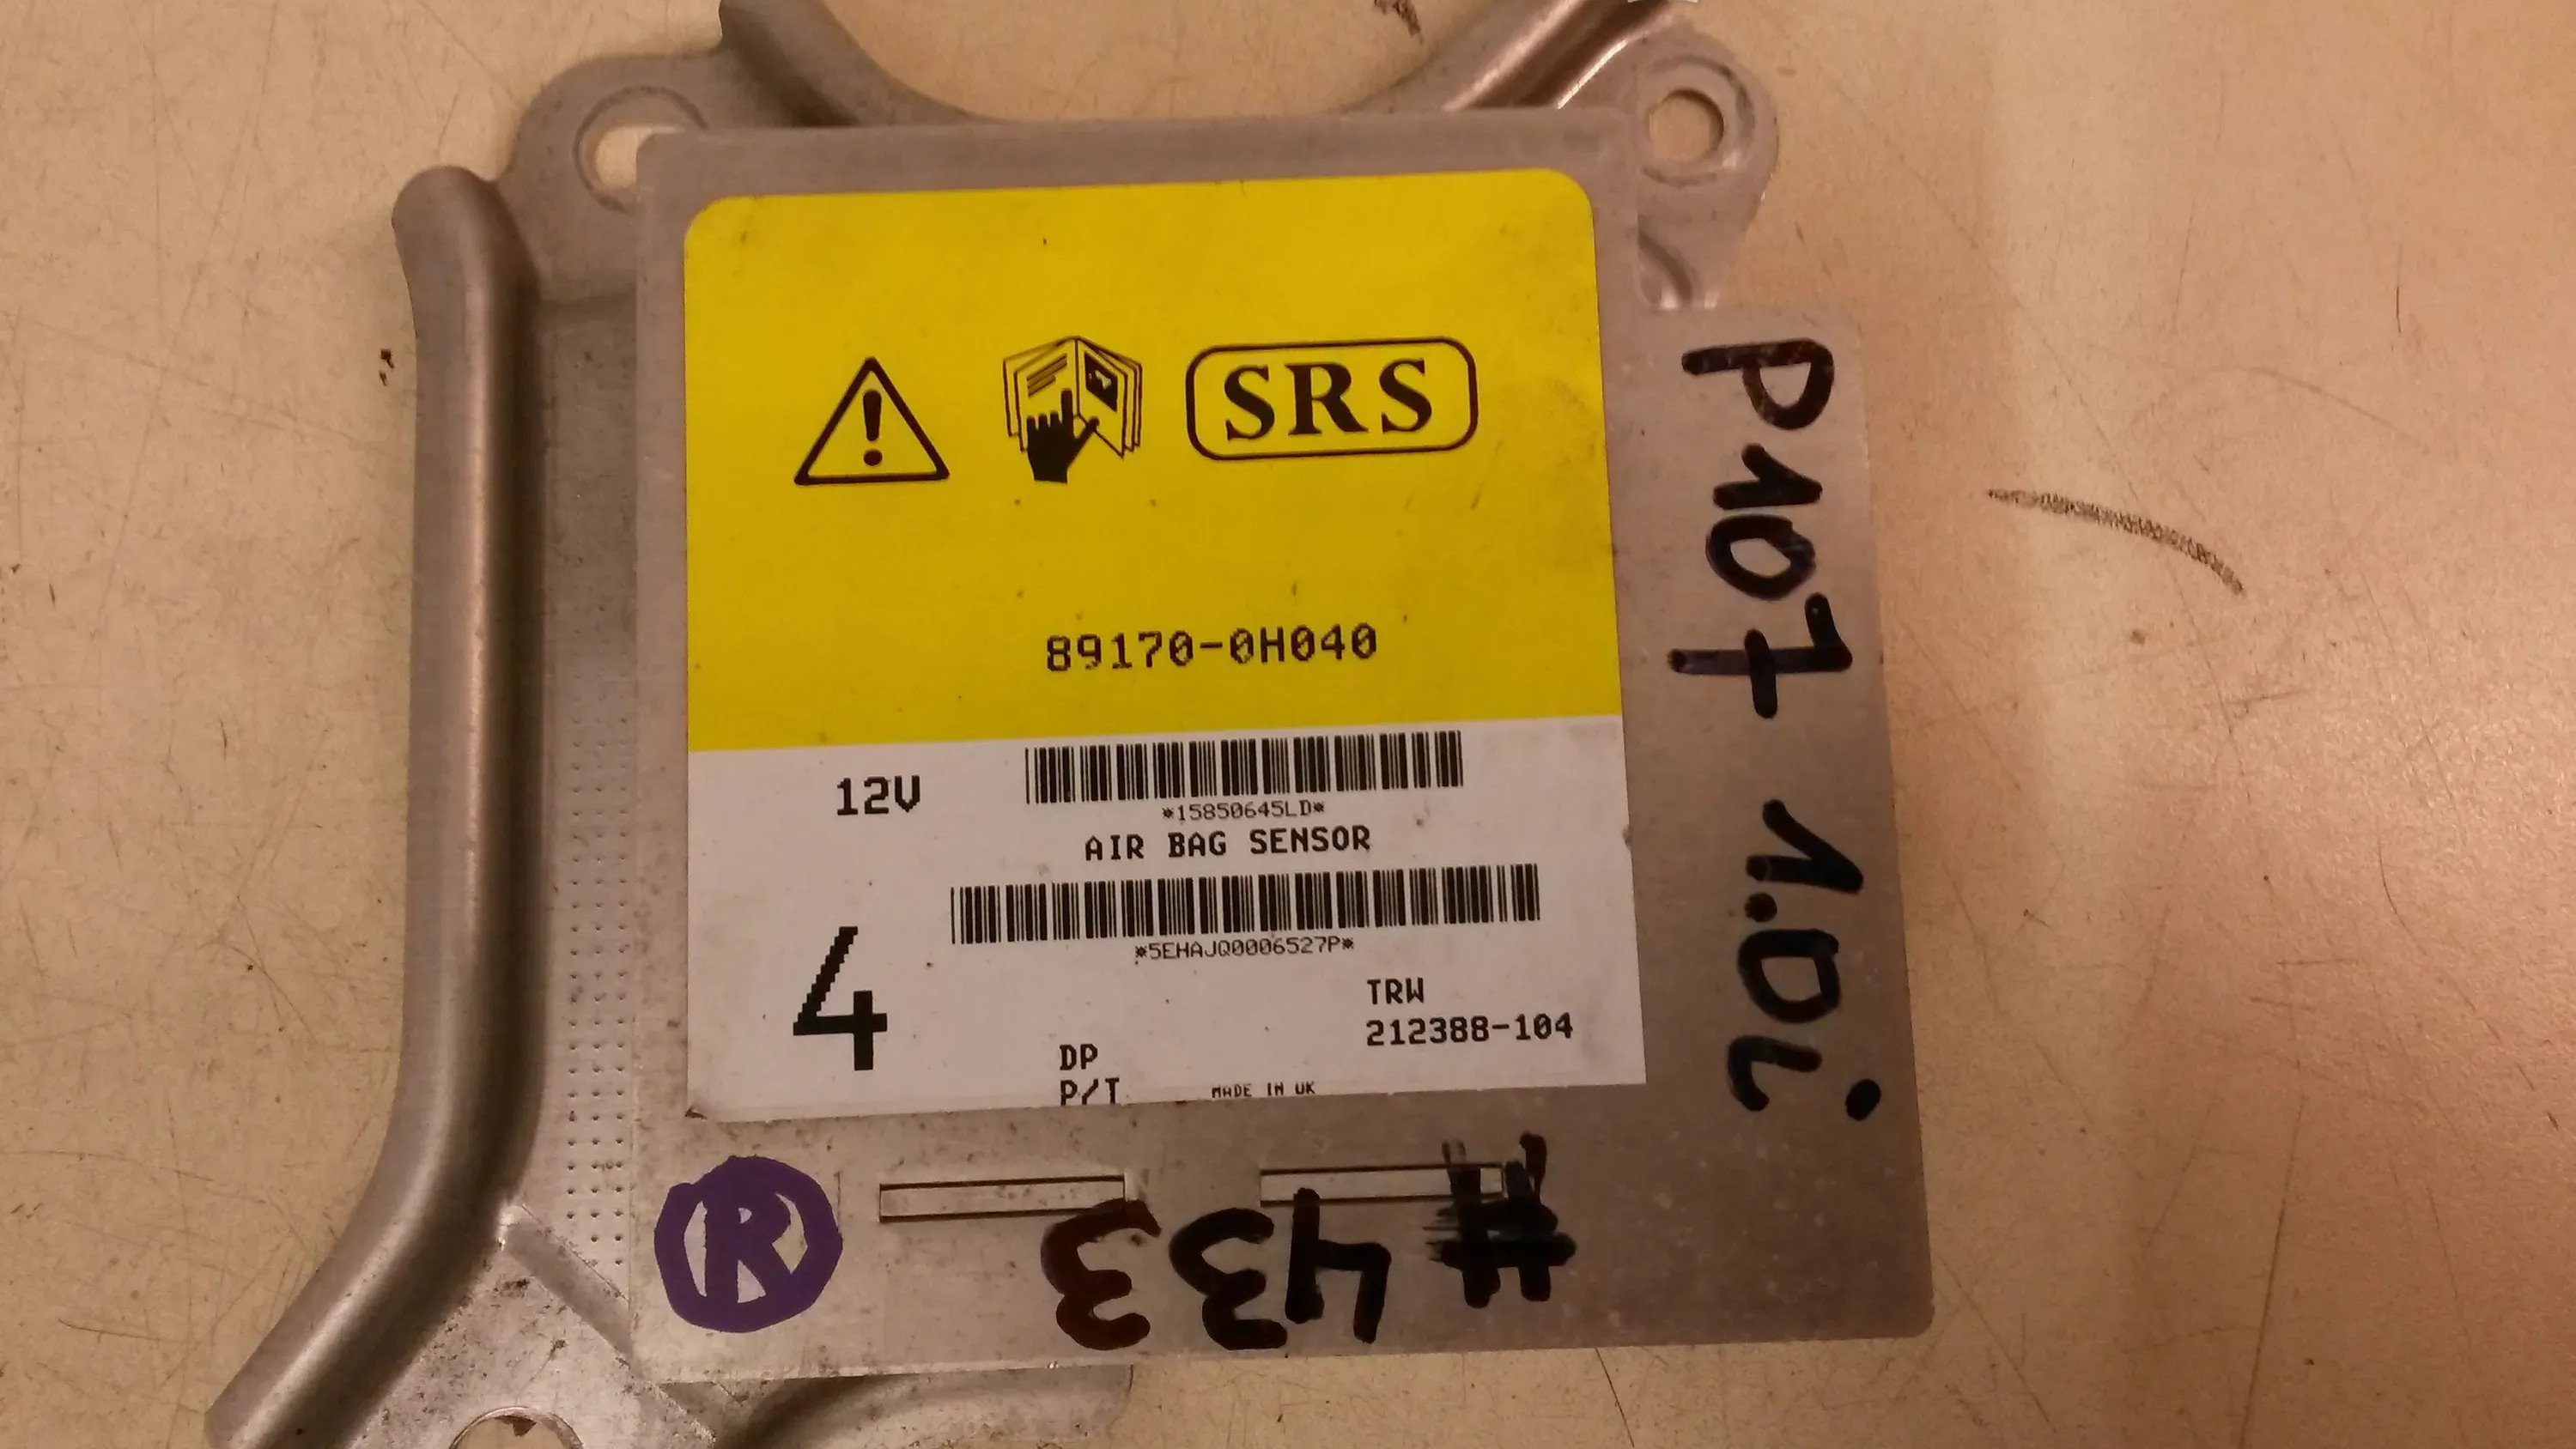 SRS
89170-0H040
12V
*15850645LD*
AIR BAG SENSOR
*5EHAJQ0006527P*
4
TRW
212388-104
DP
P/T
MADE IN UK
P107 1.0i
R
#433